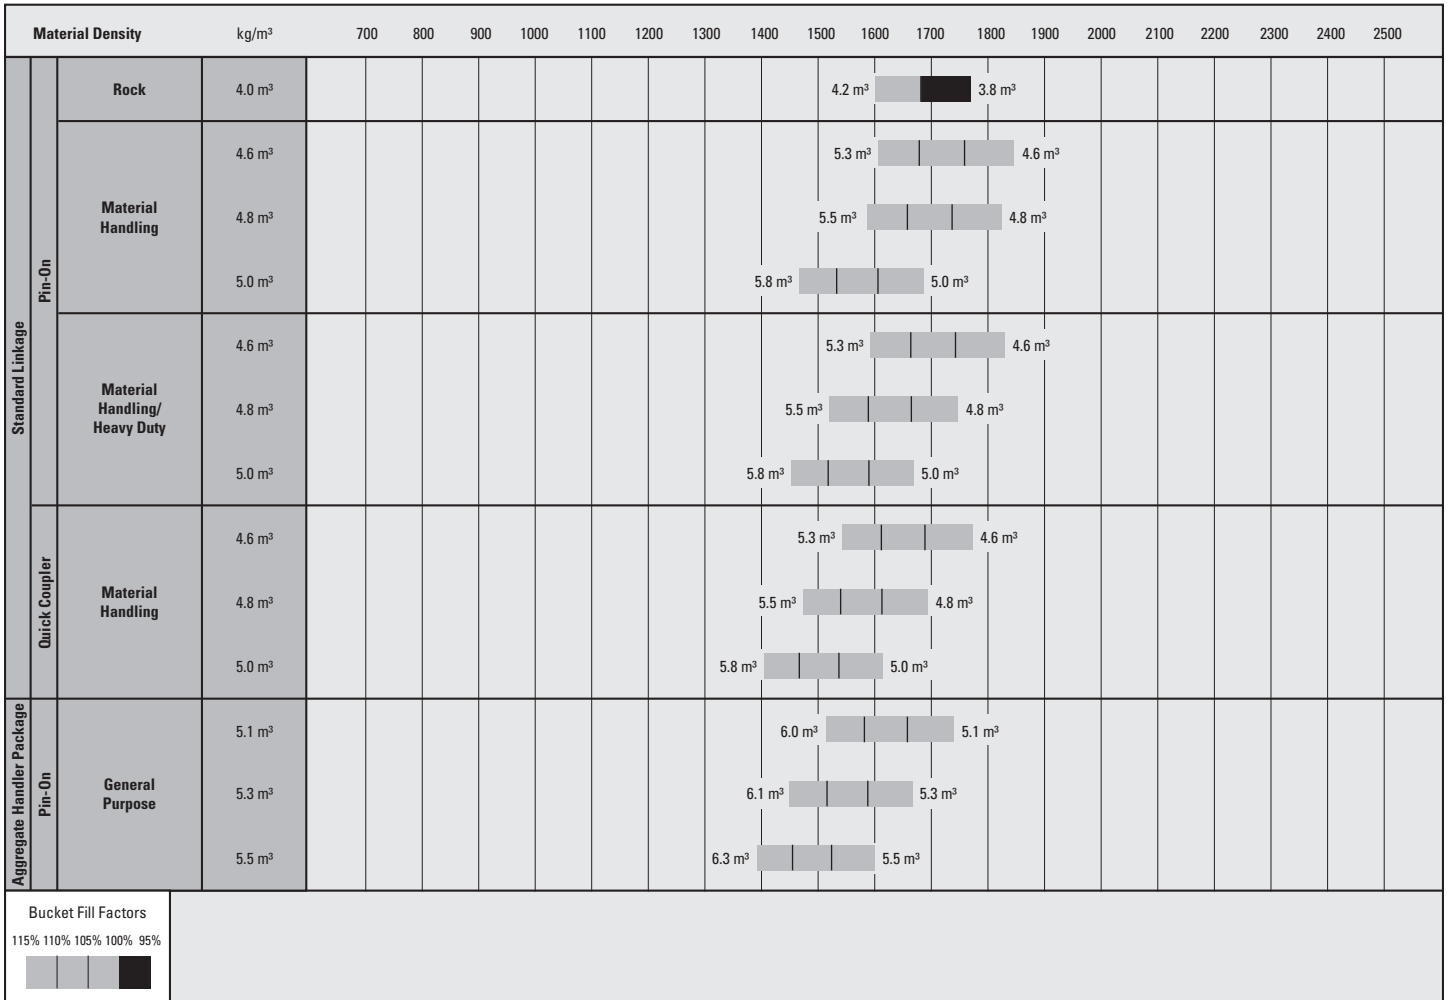 Material Density kg/m³ 700 800 900 1000 1100 1200 1300 1400 1500 1600 1700 1800 1900 2000 2100 2200 2300 2400 2500
Standard Linkage
Pin-On
Rock
4.0 m³ 4.2 m³ 3.8 m³
Material
Handling
4.6 m³ 5.3 m³ 4.6 m³
4.8 m³ 5.5 m³ 4.8 m³
5.0 m³ 5.8 m³ 5.0 m³
Material
Handling/
Heavy Duty
4.6 m³ 5.3 m³ 4.6 m³
4.8 m³ 5.5 m³ 4.8 m³
5.0 m³ 5.8 m³ 5.0 m³
Quick Coupler
Material
Handling
4.6 m³ 5.3 m³ 4.6 m³
4.8 m³ 5.5 m³ 4.8 m³
5.0 m³ 5.8 m³ 5.0 m³
Aggregate Handler Package
Pin-On
General
Purpose
5.1 m³ 6.0 m³ 5.1 m³
5.3 m³ 6.1 m³ 5.3 m³
5.5 m³ 6.3 m³ 5.5 m³
Bucket Fill Factors
115% 110% 105% 100% 95%